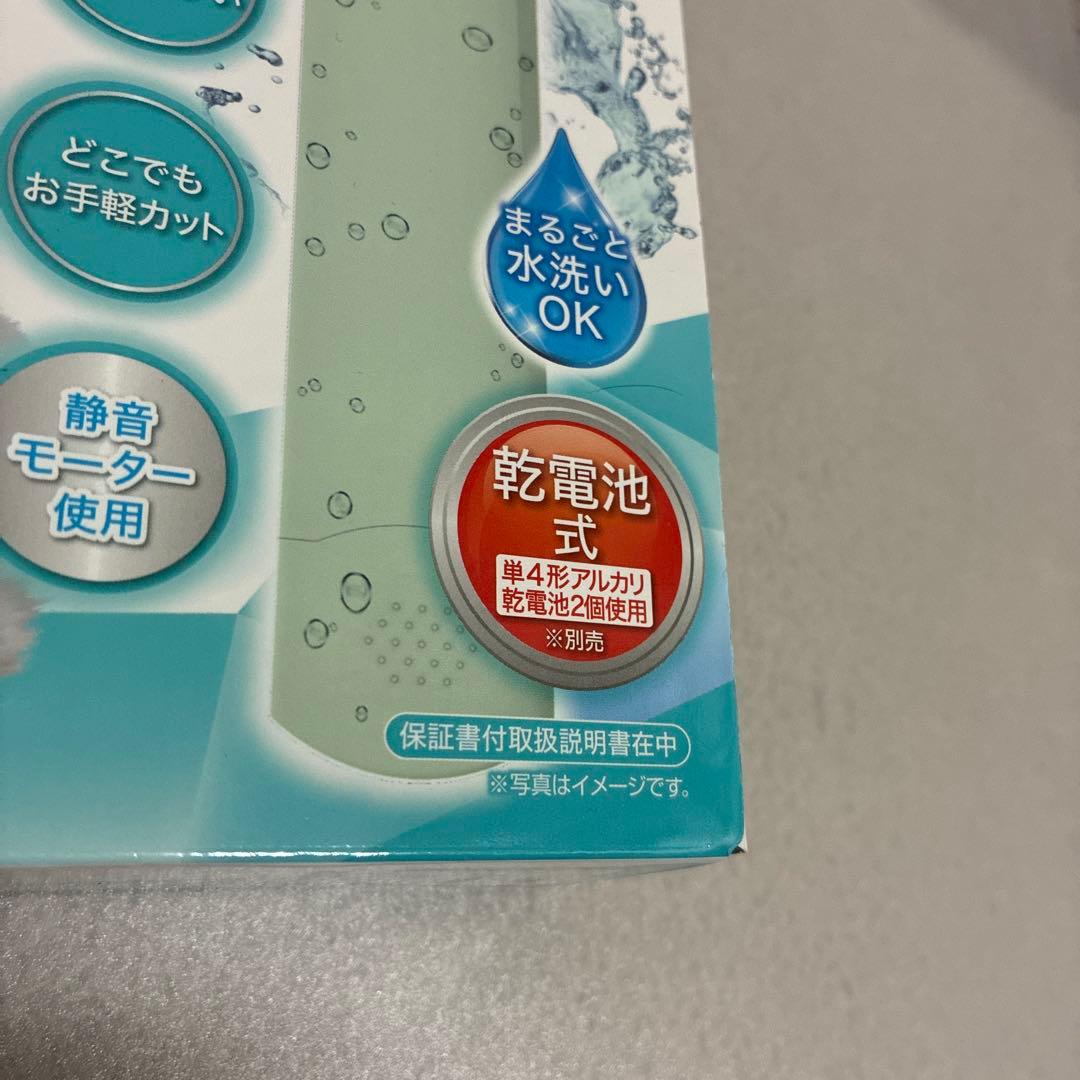 い
どこでも
お手軽カット
まるごと
水洗い
OK
静音
モーター
使用
乾電池
式
単4形アルカリ
乾電池2個使用
※別売
保証書付取扱説明書在中
※写真はイメージです。